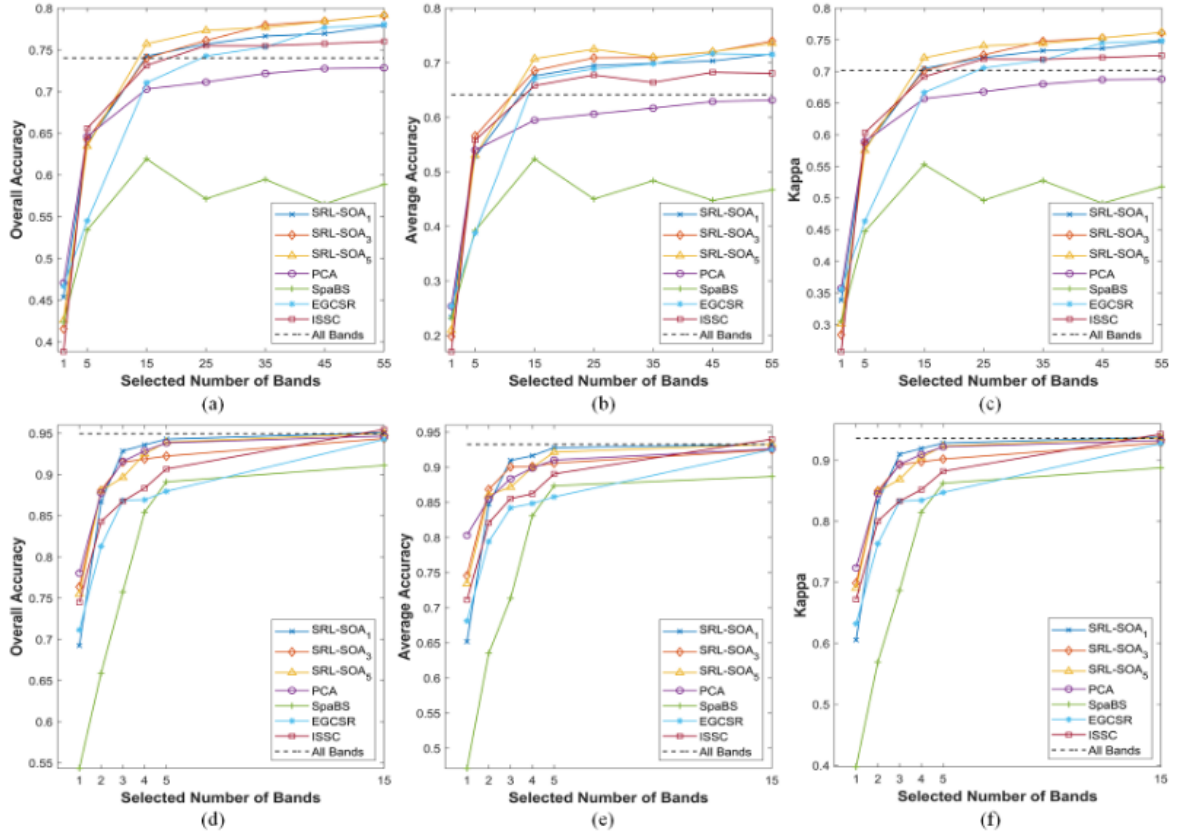 0.8
0.75
0.7
0.65
0.6
0.55
0.5
0.45
0.4
Overall Accuracy
SRL-SOA1
SRL-SOA3
SRL-SOA5
PCA
SpaBS
EGCSR
ISSC
All Bands
1 5 15 25 35 45 55
Selected Number of Bands
(a)
0.8
0.7
0.6
0.5
0.4
0.3
0.2
Average Accuracy
SRL-SOA1
SRL-SOA3
SRL-SOA5
PCA
SpaBS
EGCSR
ISSC
All Bands
1 5 15 25 35 45 55
Selected Number of Bands
(b)
0.8
0.75
0.7
0.65
0.6
0.55
0.5
0.45
0.4
0.35
0.3
Kappa
SRL-SOA1
SRL-SOA3
SRL-SOA5
PCA
SpaBS
EGCSR
ISSC
All Bands
1 5 15 25 35 45 55
Selected Number of Bands
(c)
0.95
0.9
0.85
0.8
0.75
0.7
0.65
0.6
0.55
Overall Accuracy
SRL-SOA1
SRL-SOA3
SRL-SOA5
PCA
SpaBS
EGCSR
ISSC
All Bands
1 2 3 4 5 15
Selected Number of Bands
(d)
0.95
0.9
0.85
0.8
0.75
0.7
0.65
0.6
0.55
0.5
Average Accuracy
SRL-SOA1
SRL-SOA3
SRL-SOA5
PCA
SpaBS
EGCSR
ISSC
All Bands
1 2 3 4 5 15
Selected Number of Bands
(e)
0.9
0.8
0.7
0.6
0.5
0.4
Kappa
SRL-SOA1
SRL-SOA3
SRL-SOA5
PCA
SpaBS
EGCSR
ISSC
All Bands
1 2 3 4 5 15
Selected Number of Bands
(f)